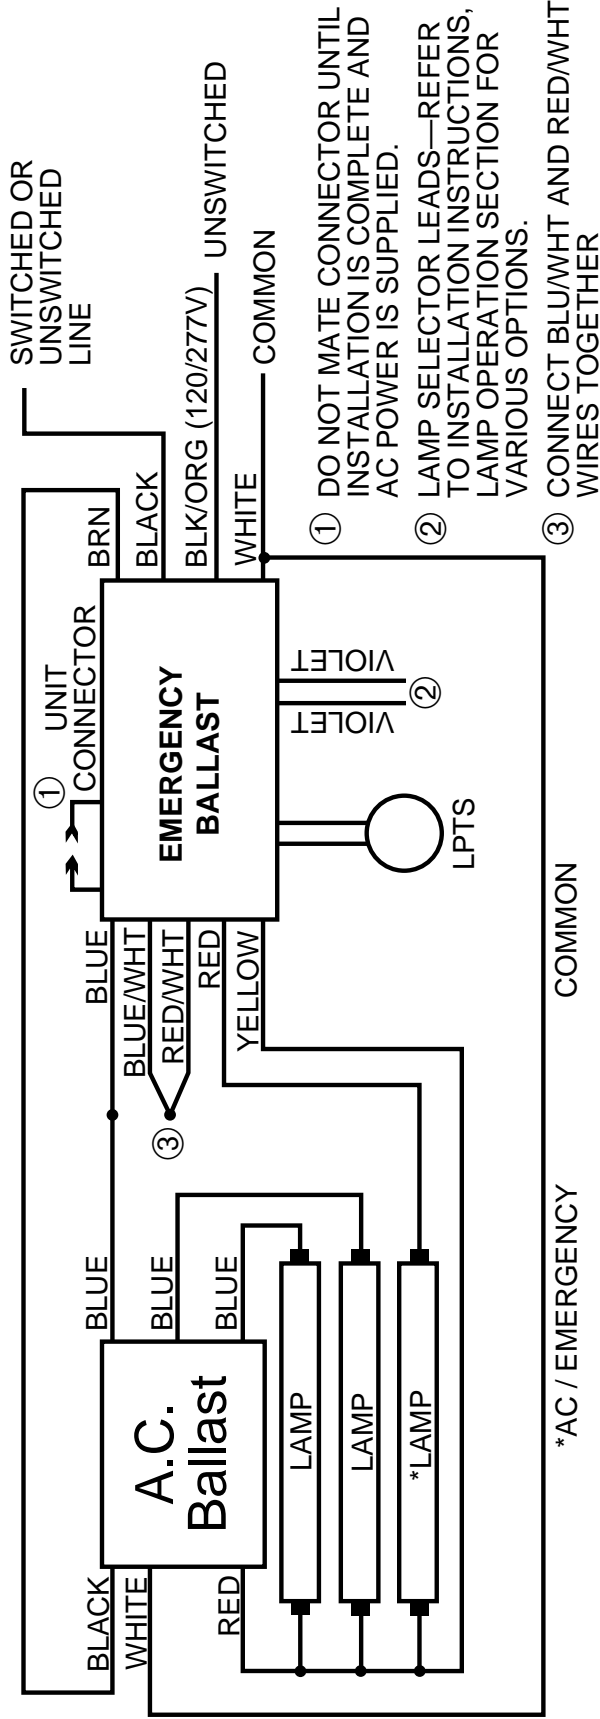 BLACK
WHITE
RED
A.C.
Ballast
BLUE
BLUE
BLUE
LAMP
LAMP
*LAMP
*AC / EMERGENCY
COMMON
③
BLUE
BLUE/WHT
RED/WHT
RED
YELLOW
①
UNIT
CONNECTOR
EMERGENCY
BALLAST
LPTS
VIOLET
VIOLET
②
BRN
BLACK
BLK/ORG (120/277V)
WHITE
SWITCHED OR
UNSWITCHED
LINE
UNSWITCHED
COMMON
① DO NOT MATE CONNECTOR UNTIL
INSTALLATION IS COMPLETE AND
AC POWER IS SUPPLIED.
② LAMP SELECTOR LEADS—REFER
TO INSTALLATION INSTRUCTIONS,
LAMP OPERATION SECTION FOR
VARIOUS OPTIONS.
③ CONNECT BLU/WHT AND RED/WHT
WIRES TOGETHER